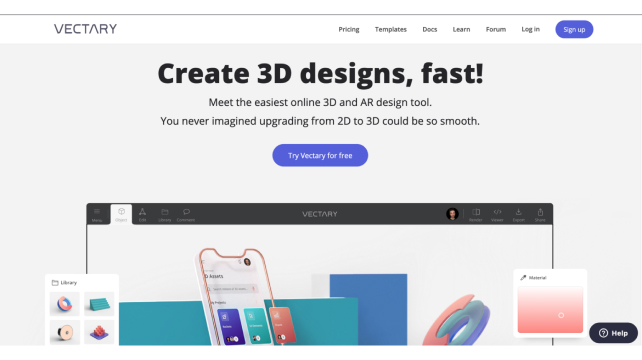 VECTARY
Pricing Templates Docs Learn Forum Log in Sign up
Create 3D designs, fast!
Meet the easiest online 3D and AR design tool.
You never imagined upgrading from 2D to 3D could be so smooth.
Try Vectary for free
Menu Object Edit Library Comment VECTARY Render Viewer Export Share
Library
Material
Assets
Help